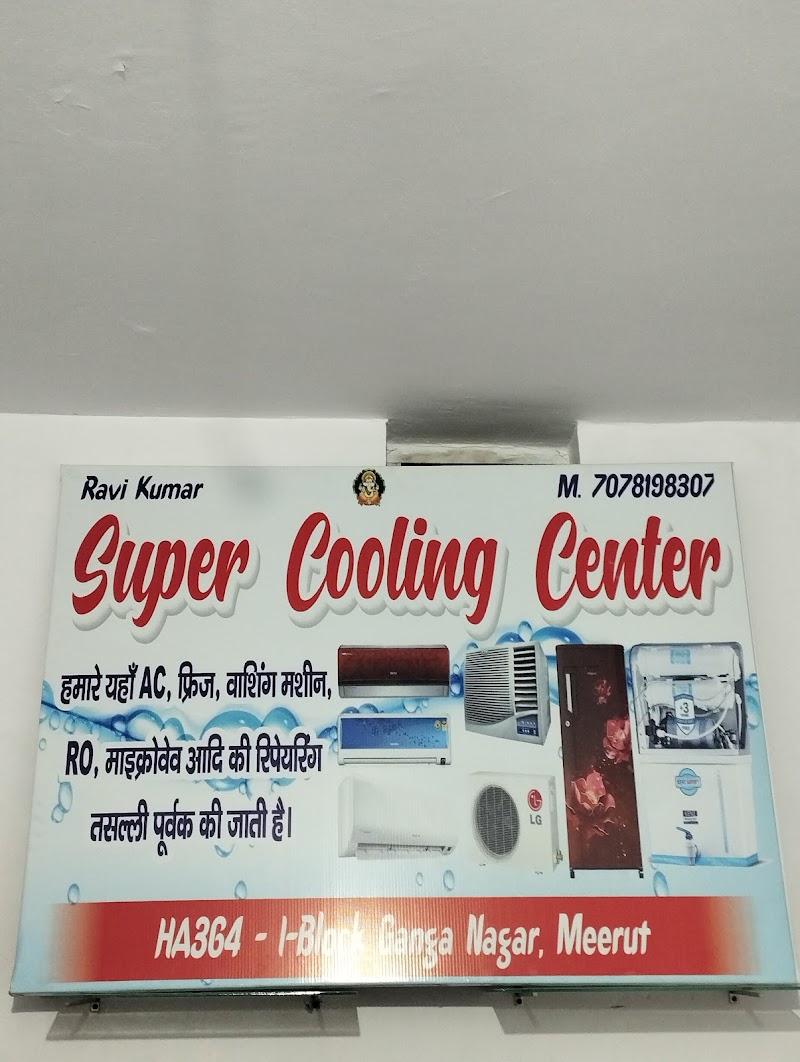 Ravi Kumar
M. 7078198307
Super Cooling Center
हमारे यहाँ AC, फ्रिज, वाशिंग मशीन,
RO, माइक्रोवेव आदि की रिपेयरिंग
तसल्ली पूर्वक की जाती है।
LG
HA364 - I-Block Ganga Nagar, Meerut